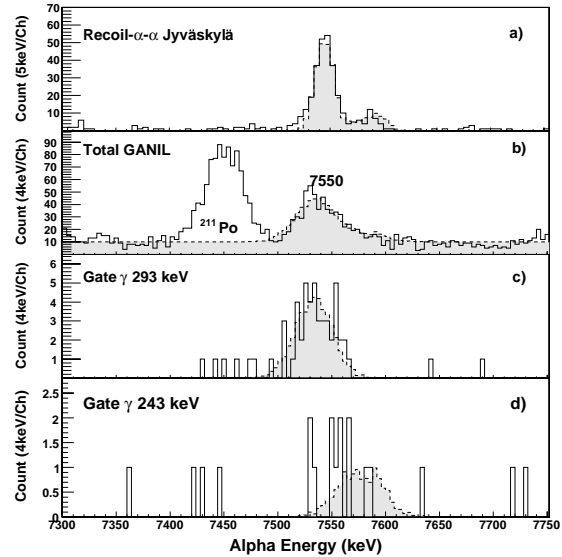 70
60
50
40
30
20
10
Count (5keV/Ch)
Recoil-α-α Jyväskylä
a)
90
80
70
60
50
40
30
20
10
Count (4keV/Ch)
Total GANIL
b)
7550
²¹¹Po
6
5
4
3
2
1
Count (4keV/Ch)
Gate γ 293 keV
c)
2.5
2
1.5
1
0.5
0
Count (4keV/Ch)
Gate γ 243 keV
d)
7300 7350 7400 7450 7500 7550 7600 7650 7700 7750
Alpha Energy (keV)